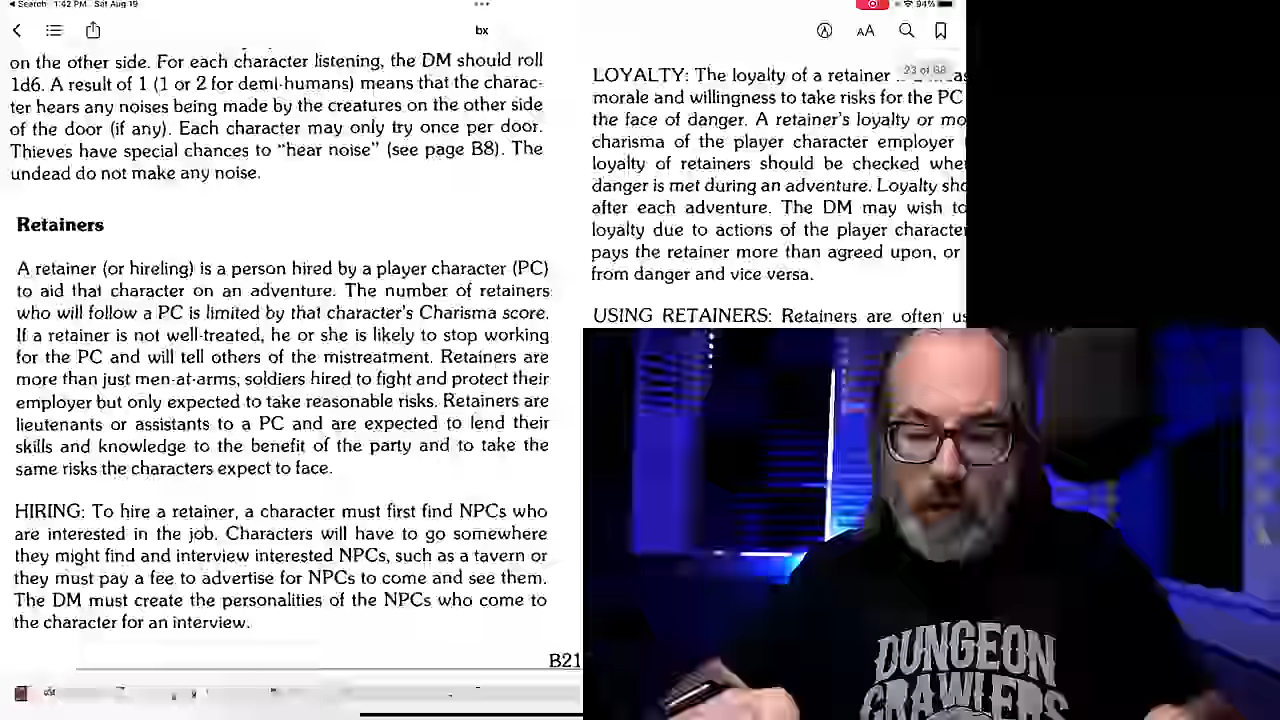 Search 1:42 PM Sat Aug 19
94%
bx
on the other side. For each character listening, the DM should roll
1d6. A result of 1 (1 or 2 for demi-humans) means that the charac-
ter hears any noises being made by the creatures on the other side
of the door (if any). Each character may only try once per door.
Thieves have special chances to "hear noise" (see page B8). The
undead do not make any noise.
Retainers
A retainer (or hireling) is a person hired by a player character (PC)
to aid that character on an adventure. The number of retainers
who will follow a PC is limited by that character's Charisma score.
If a retainer is not well-treated, he or she is likely to stop working
for the PC and will tell others of the mistreatment. Retainers are
more than just men-at-arms, soldiers hired to fight and protect their
employer but only expected to take reasonable risks. Retainers are
lieutenants or assistants to a PC and are expected to lend their
skills and knowledge to the benefit of the party and to take the
same risks the characters expect to face.
HIRING: To hire a retainer, a character must first find NPCs who
are interested in the job. Characters will have to go somewhere
they might find and interview interested NPCs, such as a tavern or
they must pay a fee to advertise for NPCs to come and see them.
The DM must create the personalities of the NPCs who come to
the character for an interview.
B21
AA
23 of 68
LOYALTY: The loyalty of a retainer
morale and willingness to take risks for the PC
the face of danger. A retainer's loyalty or mo
charisma of the player character employer
loyalty of retainers should be checked whe
danger is met during an adventure. Loyalty sho
after each adventure. The DM may wish to
loyalty due to actions of the player character
pays the retainer more than agreed upon, or
from danger and vice versa.
USING RETAINERS: Retainers are often us
DUNGEON
CRAWLERS